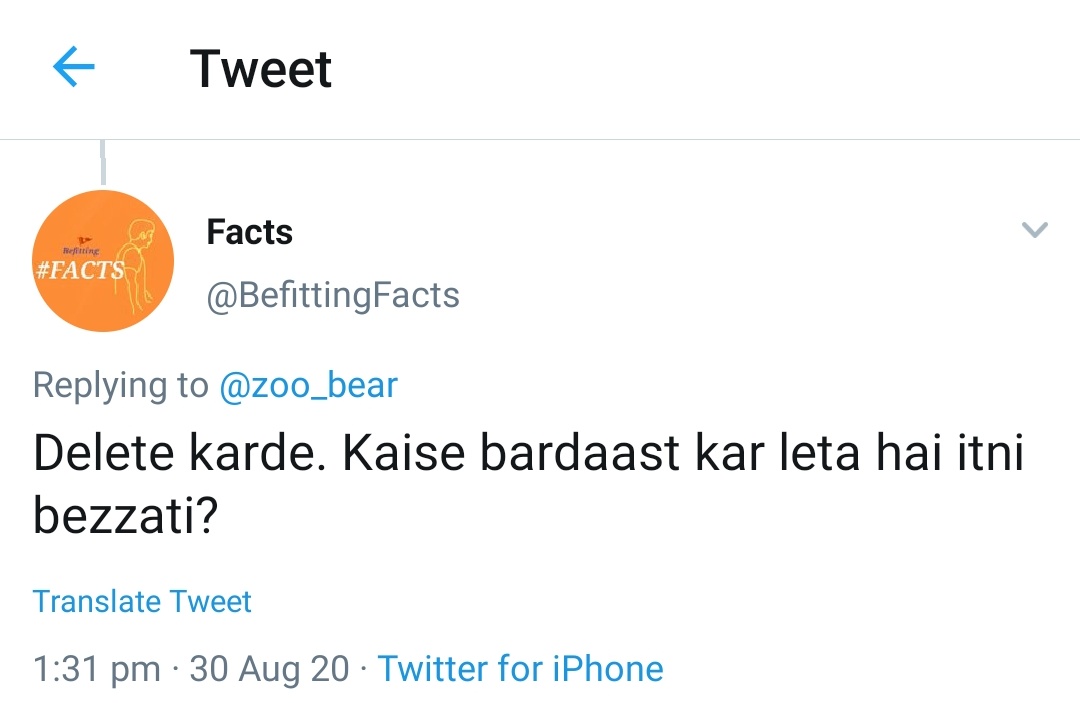 Tweet
Befitting
#FACTS
Facts
@BefittingFacts
Replying to @zoo_bear
Delete karde. Kaise bardaast kar leta hai itni
bezzati?
Translate Tweet
1:31 pm · 30 Aug 20 · Twitter for iPhone